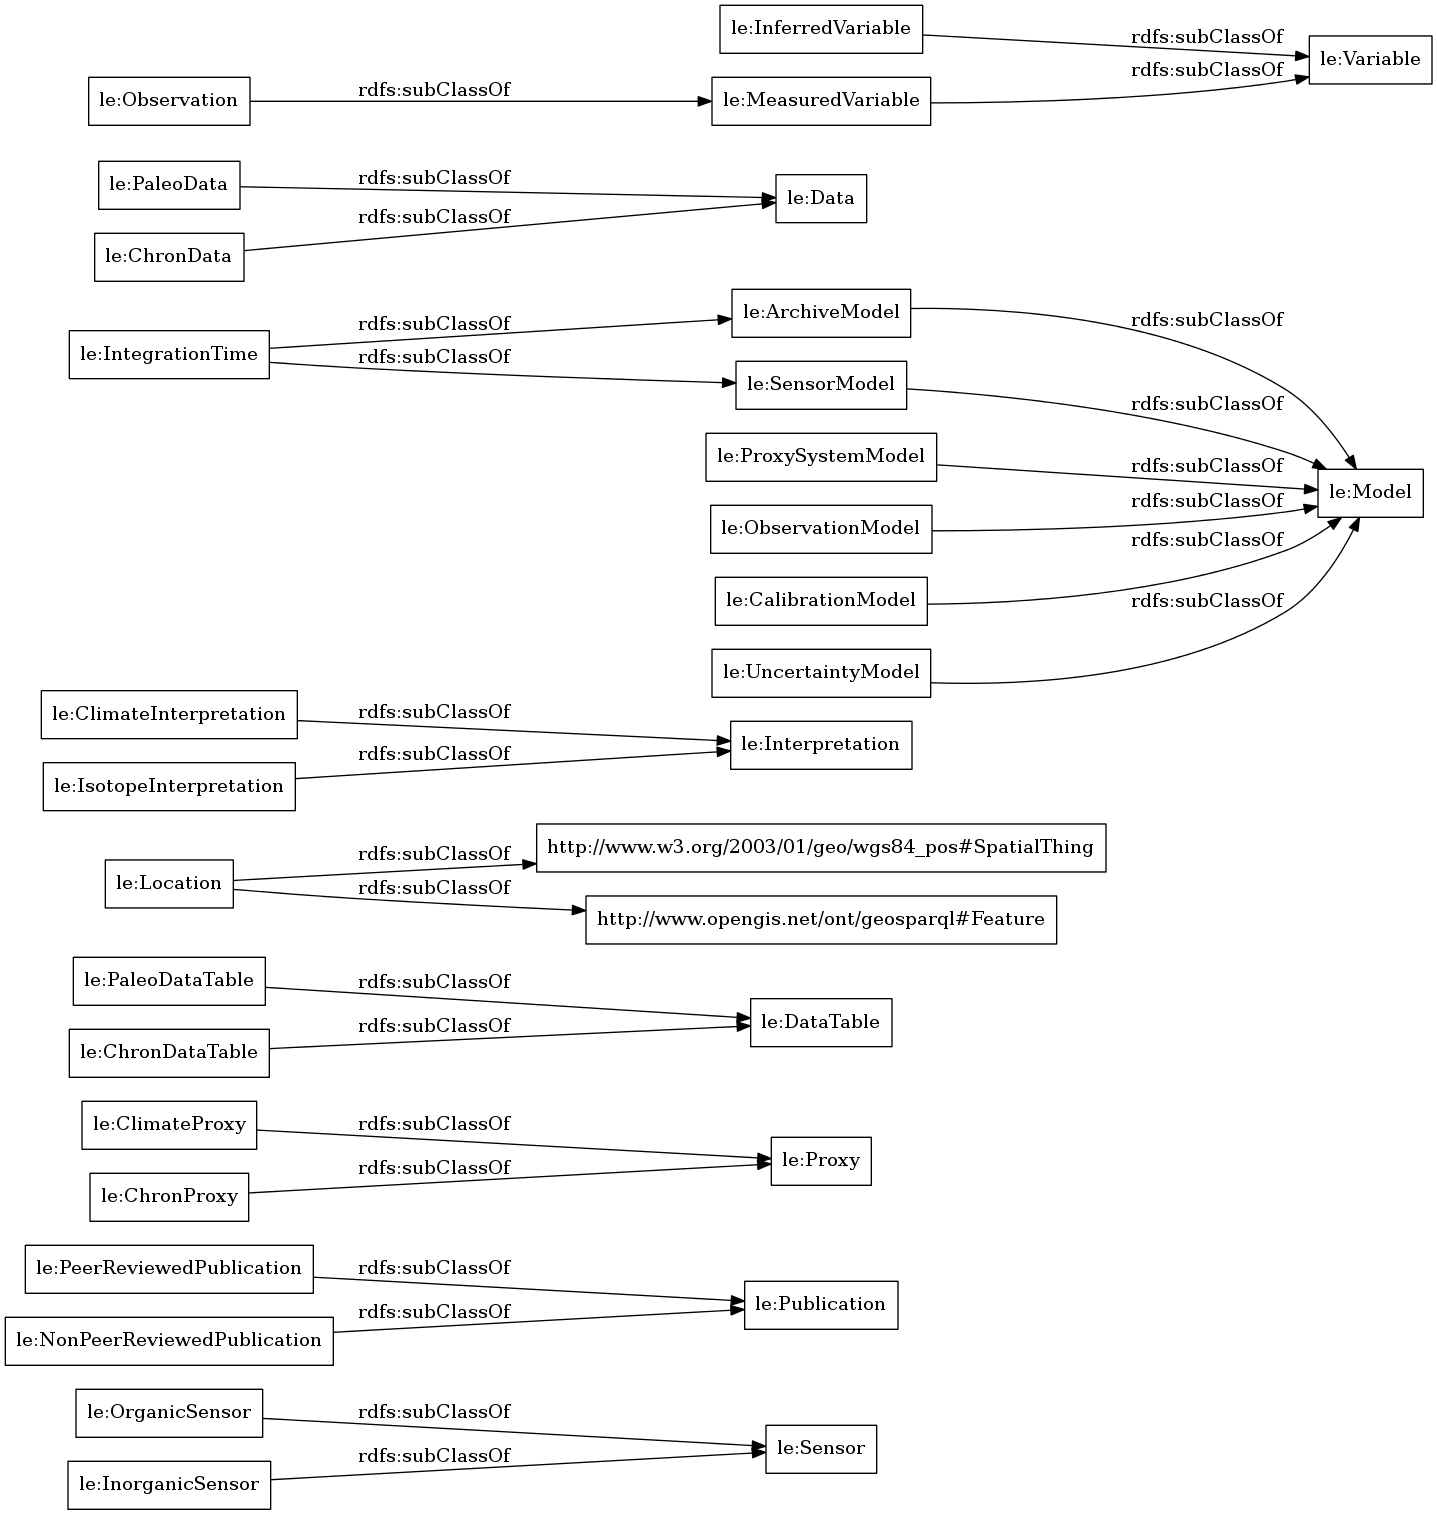 le:InferredVariable
rdfs:subClassOf
le:Variable
le:Observation
rdfs:subClassOf
le:MeasuredVariable
rdfs:subClassOf
le:PaleoData
rdfs:subClassOf
le:Data
le:ChronData
rdfs:subClassOf
le:IntegrationTime
rdfs:subClassOf
le:ArchiveModel
rdfs:subClassOf
rdfs:subClassOf
le:SensorModel
rdfs:subClassOf
le:ProxySystemModel
rdfs:subClassOf
le:Model
le:ObservationModel
rdfs:subClassOf
le:CalibrationModel
rdfs:subClassOf
le:UncertaintyModel
rdfs:subClassOf
le:ClimateInterpretation
rdfs:subClassOf
le:Interpretation
le:IsotopeInterpretation
rdfs:subClassOf
le:Location
rdfs:subClassOf
http://www.w3.org/2003/01/geo/wgs84_pos#SpatialThing
rdfs:subClassOf
http://www.opengis.net/ont/geosparql#Feature
le:PaleoDataTable
rdfs:subClassOf
le:DataTable
le:ChronDataTable
rdfs:subClassOf
le:ClimateProxy
rdfs:subClassOf
le:Proxy
le:ChronProxy
rdfs:subClassOf
le:PeerReviewedPublication
rdfs:subClassOf
le:Publication
le:NonPeerReviewedPublication
rdfs:subClassOf
le:OrganicSensor
rdfs:subClassOf
le:Sensor
le:InorganicSensor
rdfs:subClassOf